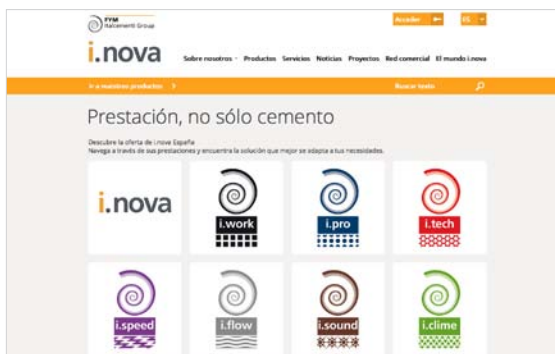 FYM
Italcementi Group
Acceder
ES
i.nova
Sobre nosotros Productos Servicios Noticias Proyectos Red comercial El mundo i.nova
Ir a nuestros productos
Buscar texto
Prestación, no sólo cemento
Descubre la oferta de i.nova España
Navega a través de sus prestaciones y encuentra la solución que mejor se adapta a tus necesidades.
i.nova
i.work
i.pro
i.tech
i.speed
i.flow
i.sound
i.clime